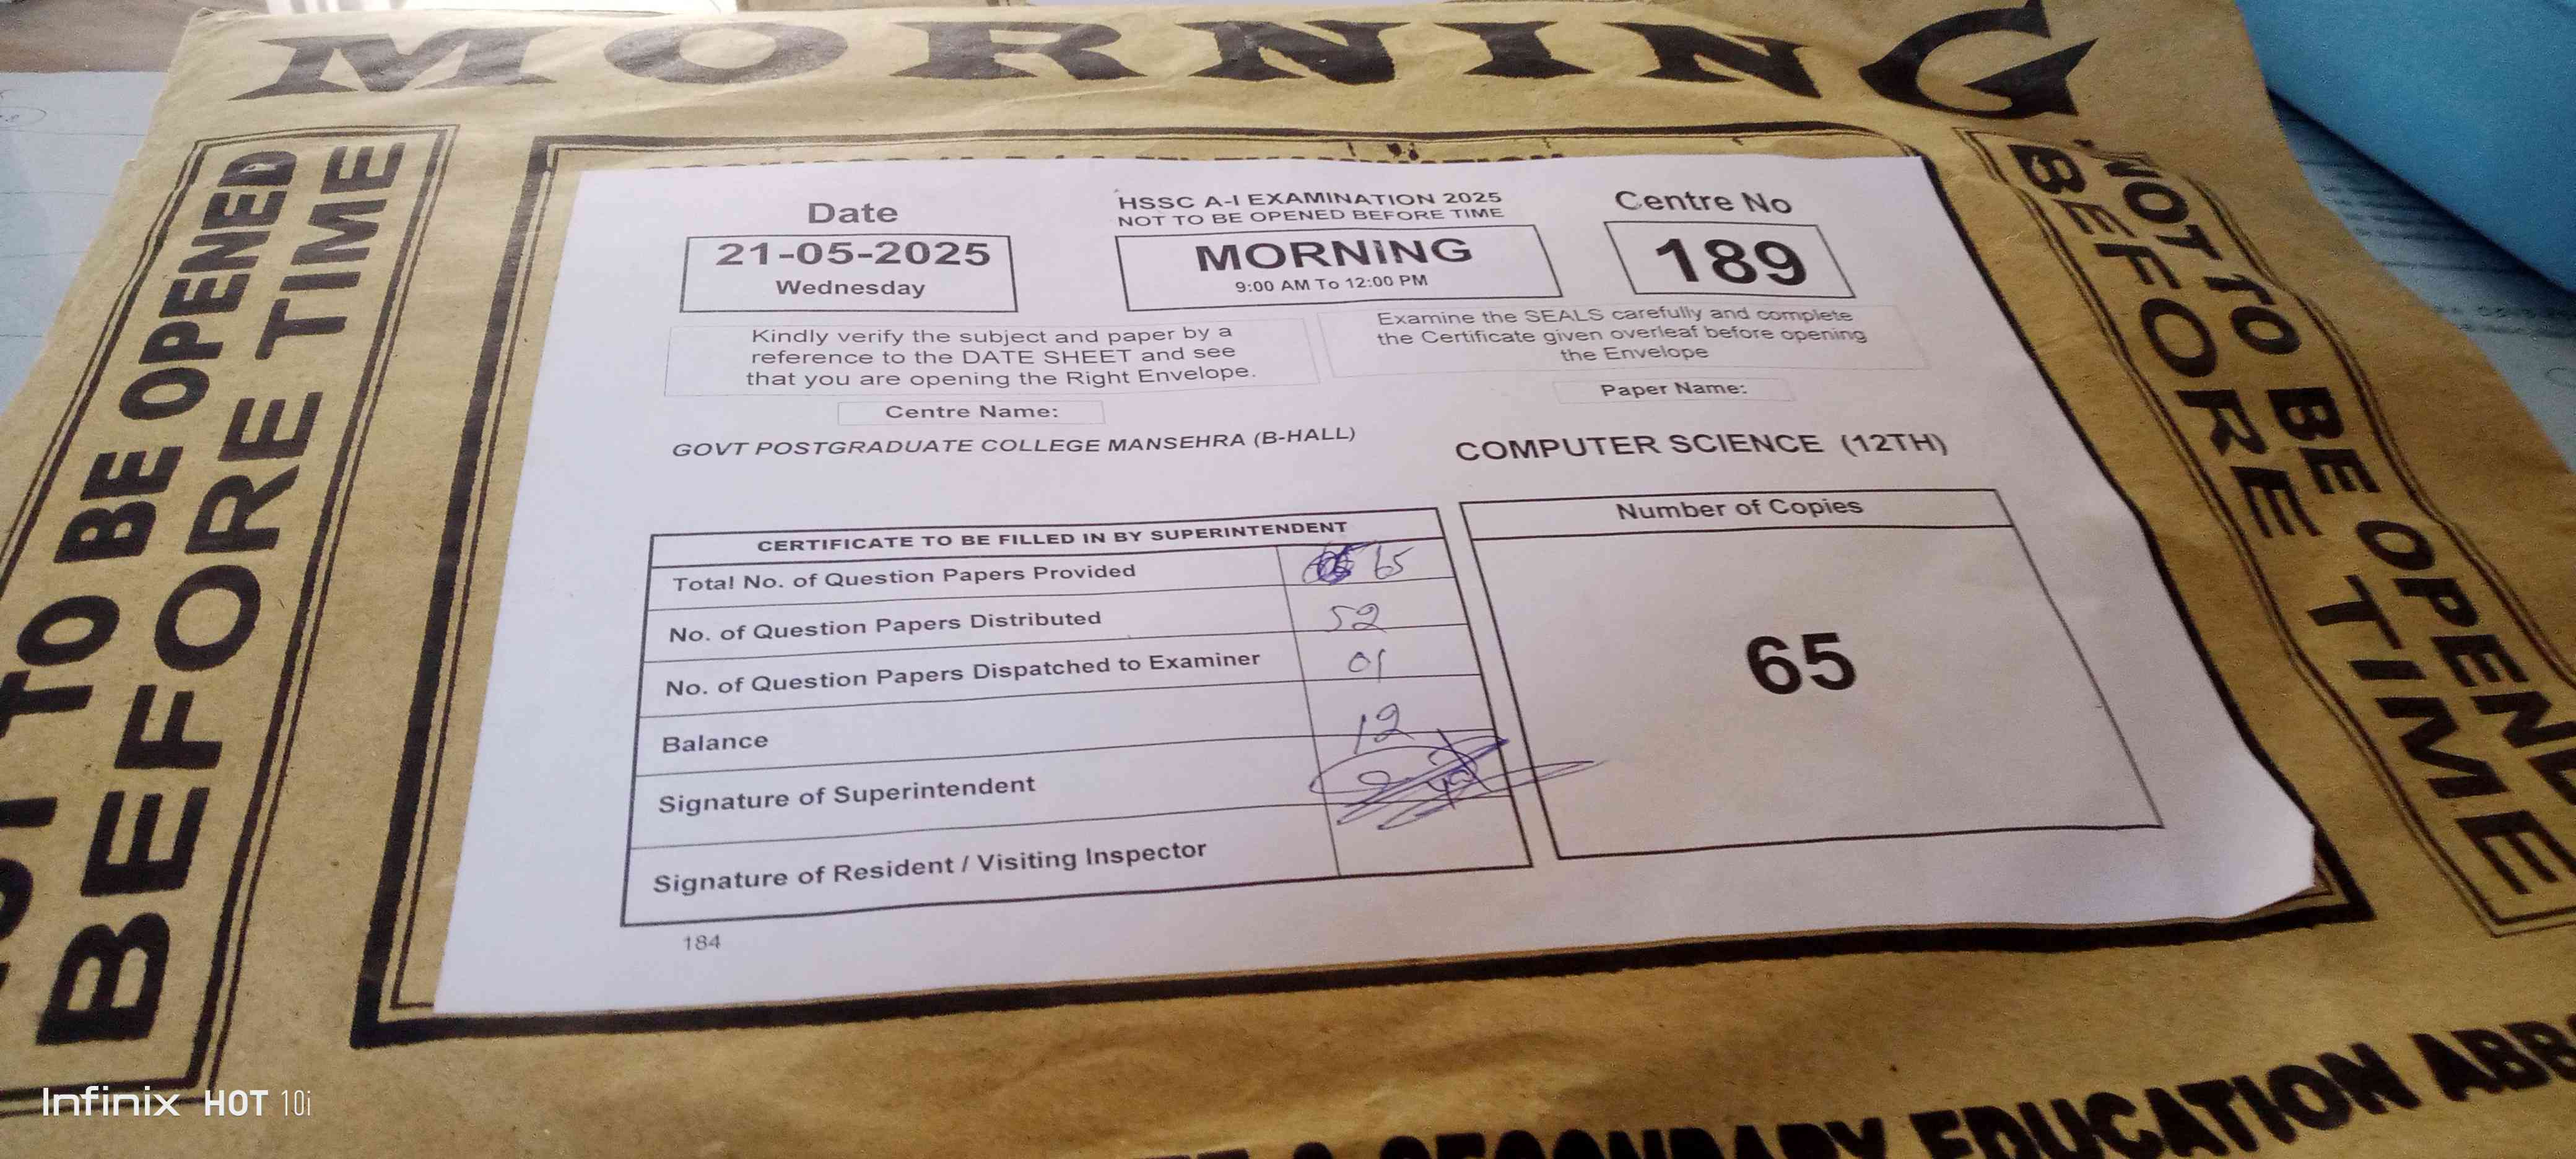 MORNING
NOT TO BE OPENED
BEFORE TIME
Date
21-05-2025
Wednesday
HSSC A-I EXAMINATION 2025
NOT TO BE OPENED BEFORE TIME
MORNING
9:00 AM To 12:00 PM
Centre No
189
Kindly verify the subject and paper by a
reference to the DATE SHEET and see
that you are opening the Right Envelope.
Examine the SEALS carefully and complete
the Certificate given overleaf before opening
the Envelope
Centre Name:
GOVT POSTGRADUATE COLLEGE MANSEHRA (B-HALL)
Paper Name:
COMPUTER SCIENCE (12TH)
CERTIFICATE TO BE FILLED IN BY SUPERINTENDENT
Total No. of Question Papers Provided 65
No. of Question Papers Distributed 52
No. of Question Papers Dispatched to Examiner 01
Balance 12
Signature of Superintendent
Signature of Resident / Visiting Inspector
Number of Copies
65
184
NOT TO BE OPENE
BEFORE TIME
SECONDARY EDUCATION ABB
Infinix HOT 10i